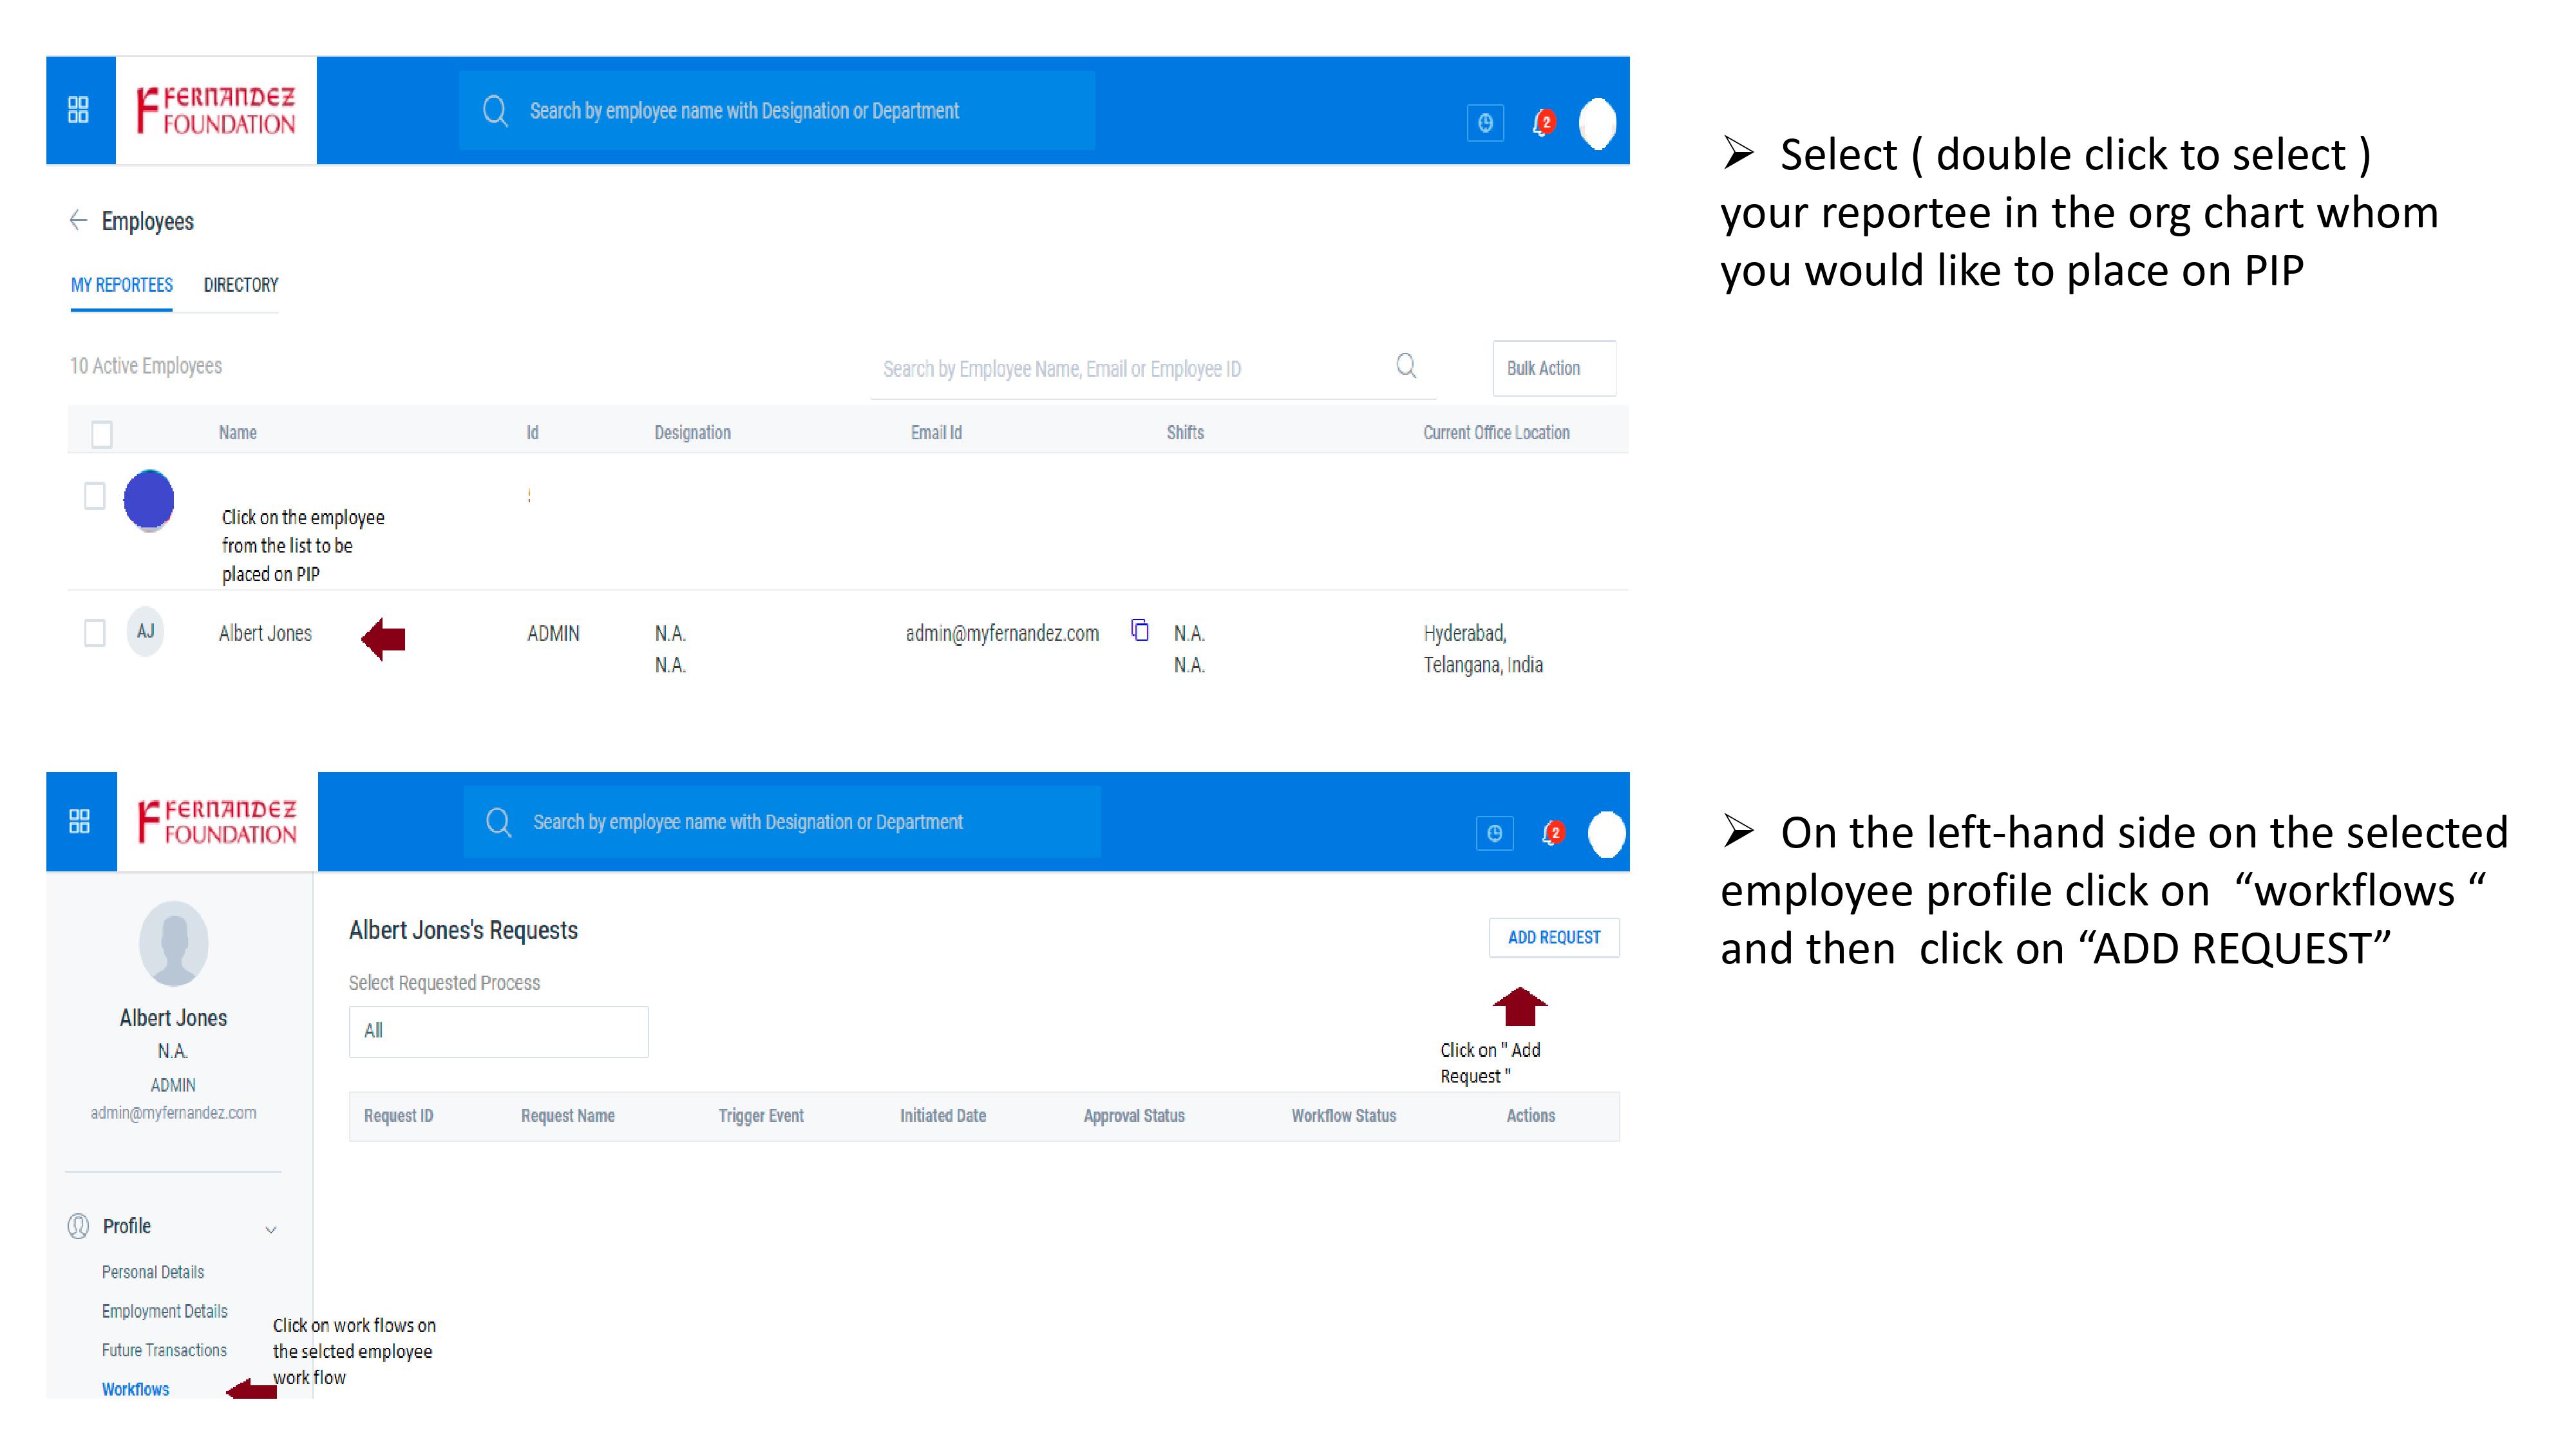 FERNANDEZ
FOUNDATION
Search by employee name with Designation or Department
2
Employees
MY REPORTEES DIRECTORY
10 Active Employees
Search by Employee Name, Email or Employee ID
Bulk Action
Name Id Designation Email Id Shifts Current Office Location
Click on the employee
from the list to be
placed on PIP
AJ Albert Jones ADMIN N.A. admin@myfernandez.com N.A. Hyderabad,
N.A. N.A. Telangana, India
➢ Select ( double click to select )
your reportee in the org chart whom
you would like to place on PIP
FERNANDEZ
FOUNDATION
Search by employee name with Designation or Department
2
Albert Jones
N.A.
ADMIN
admin@myfernandez.com
Profile
Personal Details
Employment Details
Future Transactions
Workflows
Click on work flows on
the selcted employee
work flow
Albert Jones's Requests
ADD REQUEST
Select Requested Process
All
Click on " Add
Request "
Request ID Request Name Trigger Event Initiated Date Approval Status Workflow Status Actions
➢ On the left-hand side on the selected
employee profile click on “workflows “
and then click on “ADD REQUEST”